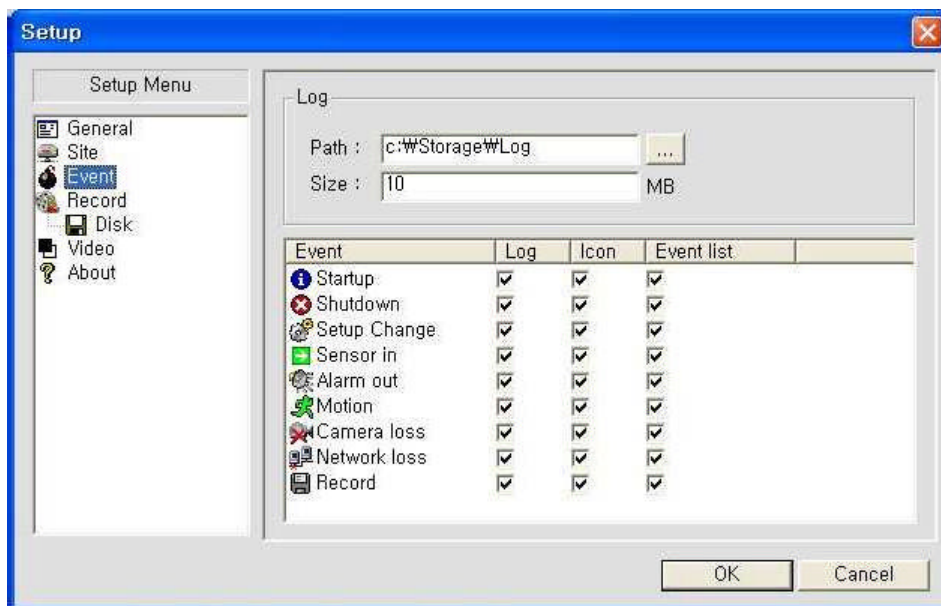 Setup
Setup Menu
General
Site
Event
Record
Disk
Video
About
Log
Path :
c:₩Storage₩Log
...
Size :
10
MB
Event Log Icon Event list
Startup
Shutdown
Setup Change
Sensor in
Alarm out
Motion
Camera loss
Network loss
Record
OK
Cancel